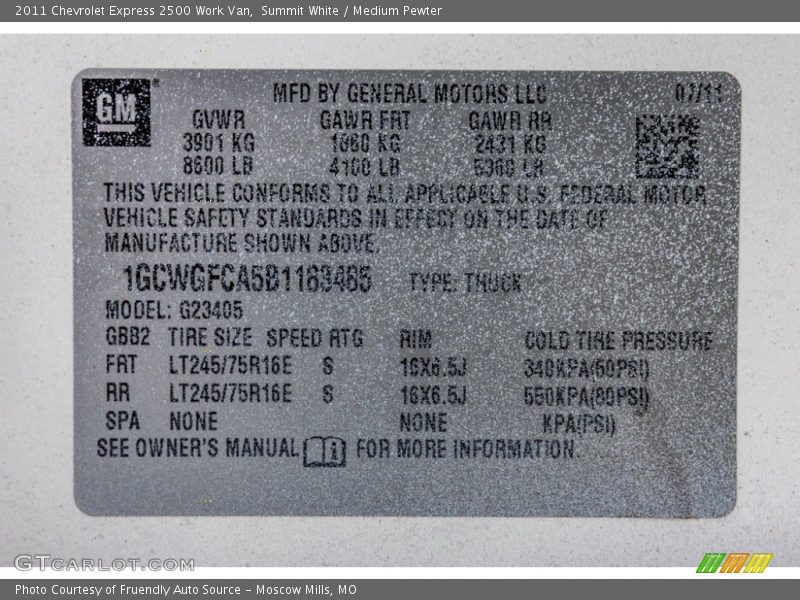 2011 Chevrolet Express 2500 Work Van,  Summit White / Medium Pewter
GM
MFD BY GENERAL MOTORS LLC 07/11
GVWR GAWR FRT GAWR RR
3901 KG 1860 KG 2431 KG
8600 LB 4100 LB 5360 LB
THIS VEHICLE CONFORMS TO ALL APPLICABLE U.S. FEDERAL MOTOR
VEHICLE SAFETY STANDARDS IN EFFECT ON THE DATE OF
MANUFACTURE SHOWN ABOVE.
1GCWGFCA5B1163485 TYPE: TRUCK
MODEL: G23405
GBB2 TIRE SIZE SPEED RTG RIM COLD TIRE PRESSURE
FRT LT245/75R16E S 16X6.5J 340KPA(50PSI)
RR LT245/75R16E S 16X6.5J 550KPA(80PSI)
SPA NONE NONE KPA(PSI)
SEE OWNER'S MANUAL FOR MORE INFORMATION.
GTCARLOT.COM
Photo Courtesy of Fruendly Auto Source – Moscow Mills, MO